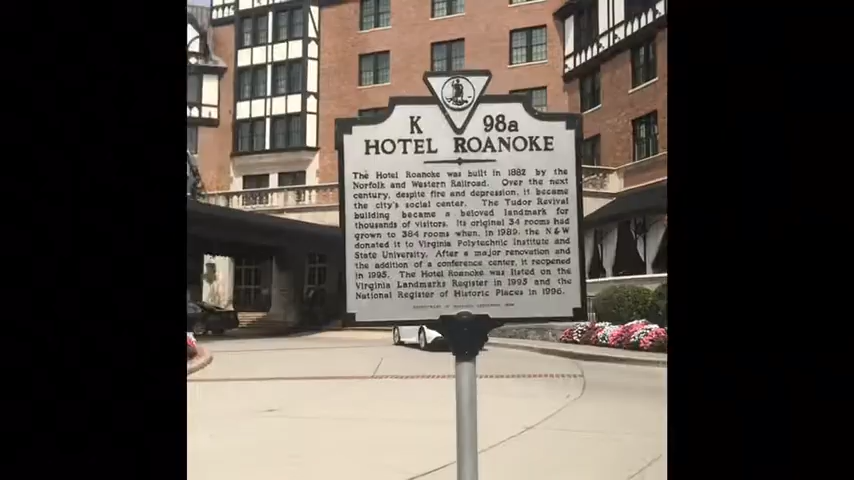 K 98a
HOTEL ROANOKE
The Hotel Roanoke was built in 1882 by the
Norfolk and Western Railroad. Over the next
century, despite fire and depression, it became
the city's social center. The Tudor Revival
building became a beloved landmark for
thousands of visitors. Its original 34 rooms had
grown to 384 rooms when, in 1989, the N&W
donated it to Virginia Polytechnic Institute and
State University. After a major renovation and
the addition of a conference center, it reopened
in 1995. The Hotel Roanoke was listed on the
Virginia Landmarks Register in 1995 and the
National Register of Historic Places in 1996.